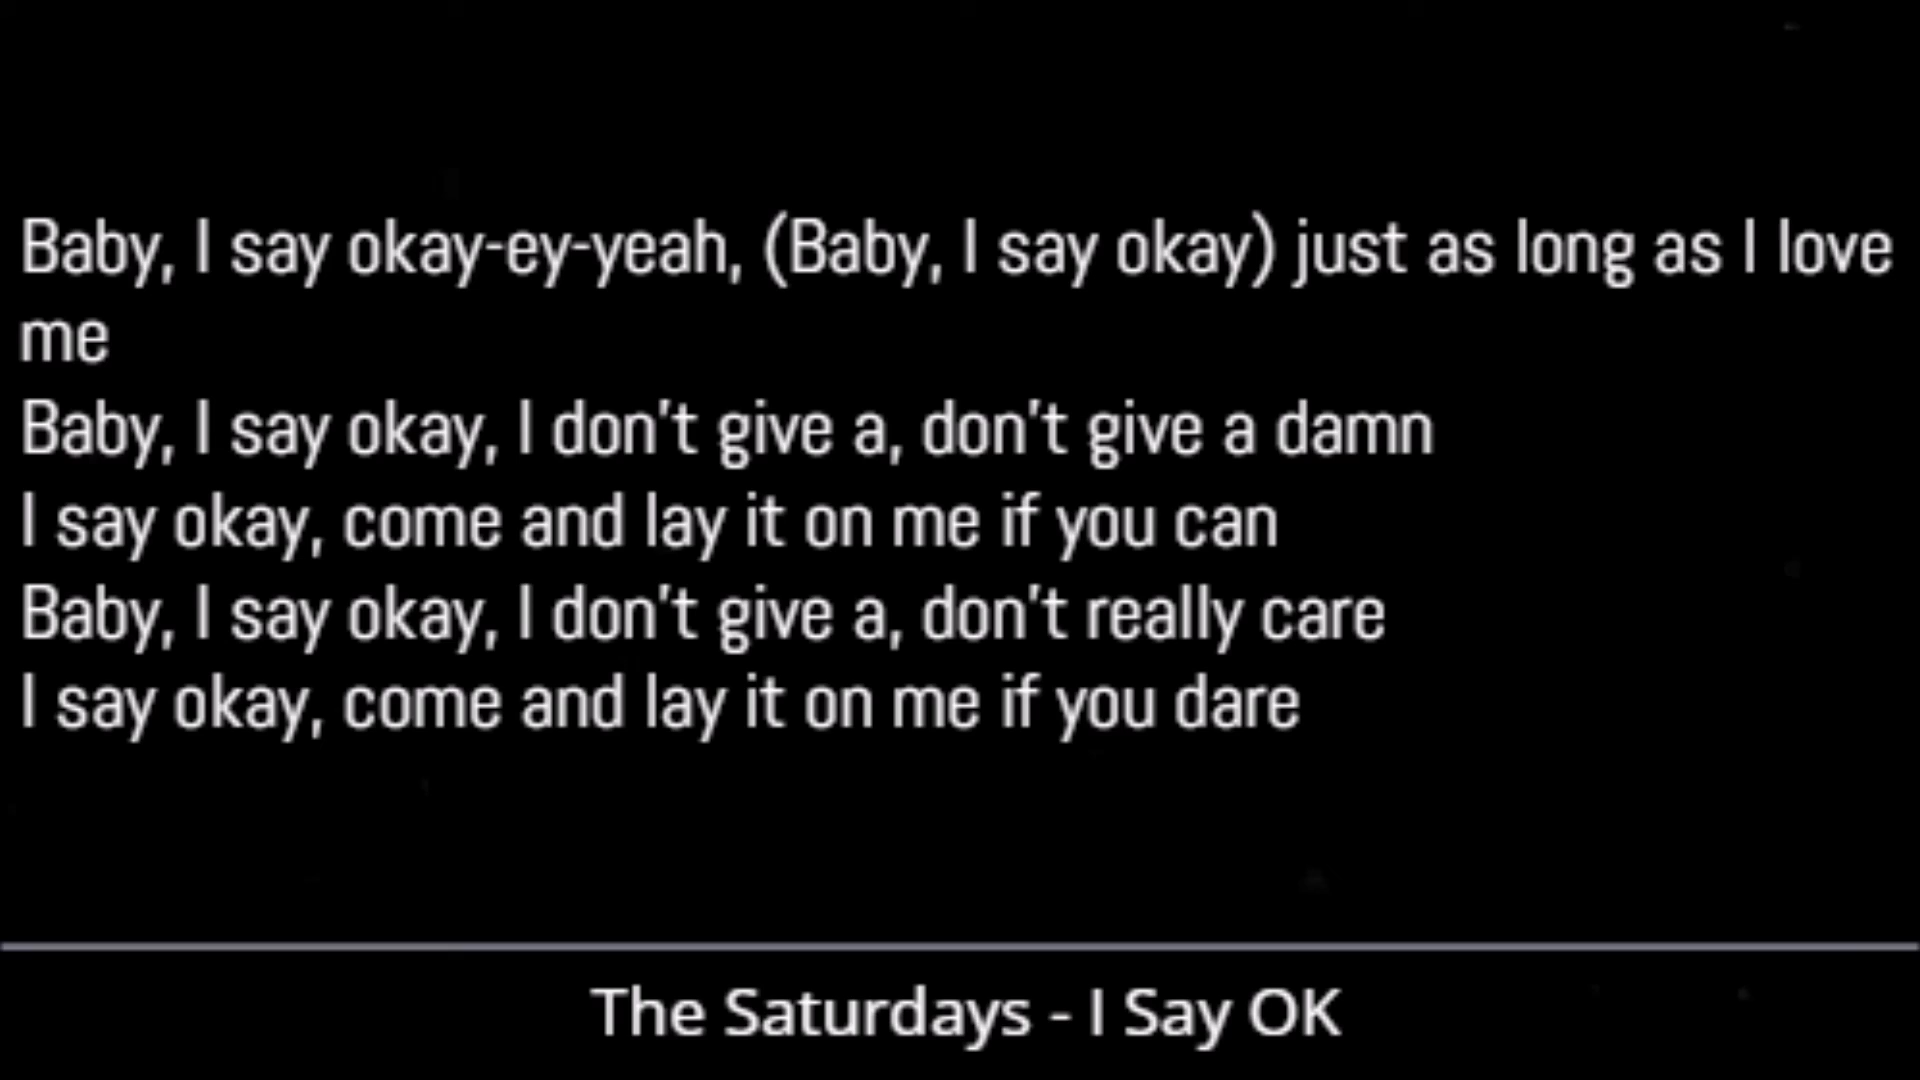 Baby, I say okay-ey-yeah, (Baby, I say okay) just as long as I love
me
Baby, I say okay, I don't give a, don't give a damn
I say okay, come and lay it on me if you can
Baby, I say okay, I don't give a, don't really care
I say okay, come and lay it on me if you dare
The Saturdays - I Say OK